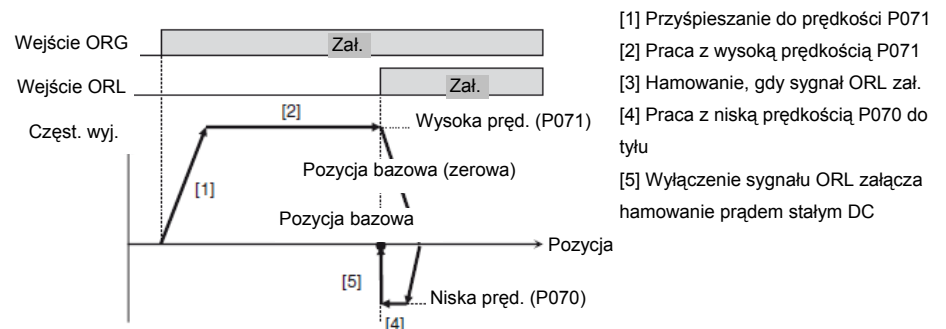 Wejście ORG
Zał.
Wejście ORL
Zał.
Częst. wyj.
[2]
Wysoka pręd. (P071)
[1]
Pozycja bazowa (zerowa)
Pozycja bazowa
Pozycja
[5]
Niska pręd. (P070)
[4]
[1] Przyśpieszanie do prędkości P071
[2] Praca z wysoką prędkością P071
[3] Hamowanie, gdy sygnał ORL zał.
[4] Praca z niską prędkością P070 do
tyłu
[5] Wyłączenie sygnału ORL załącza
hamowanie prądem stałym DC